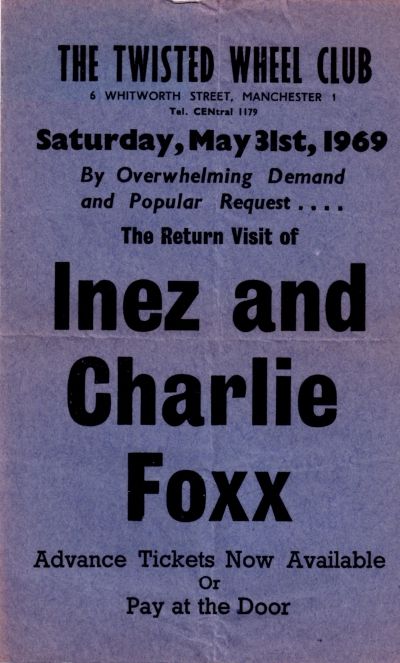 THE TWISTED WHEEL CLUB
6 WHITWORTH STREET, MANCHESTER 1
Tel. CENtral 1179
Saturday, May 31st, 1969
By Overwhelming Demand
and Popular Request . . . .
The Return Visit of
Inez and
Charlie
Foxx
Advance Tickets Now Available
Or
Pay at the Door